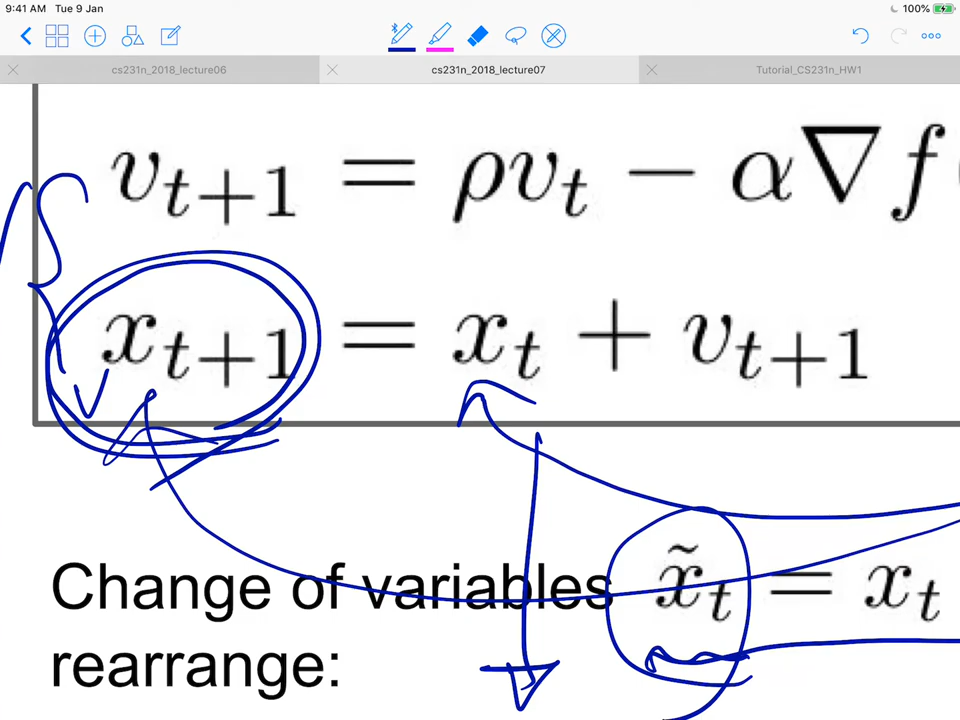 9:41 AM Tue 9 Jan 100%
cs231n_2018_lecture06 cs231n_2018_lecture07 Tutorial_CS231n_HW1
v_{t+1} = ρv_t − α∇f(
x_{t+1} = x_t + v_{t+1}
Change of variables x̃_t = x_t
rearrange: